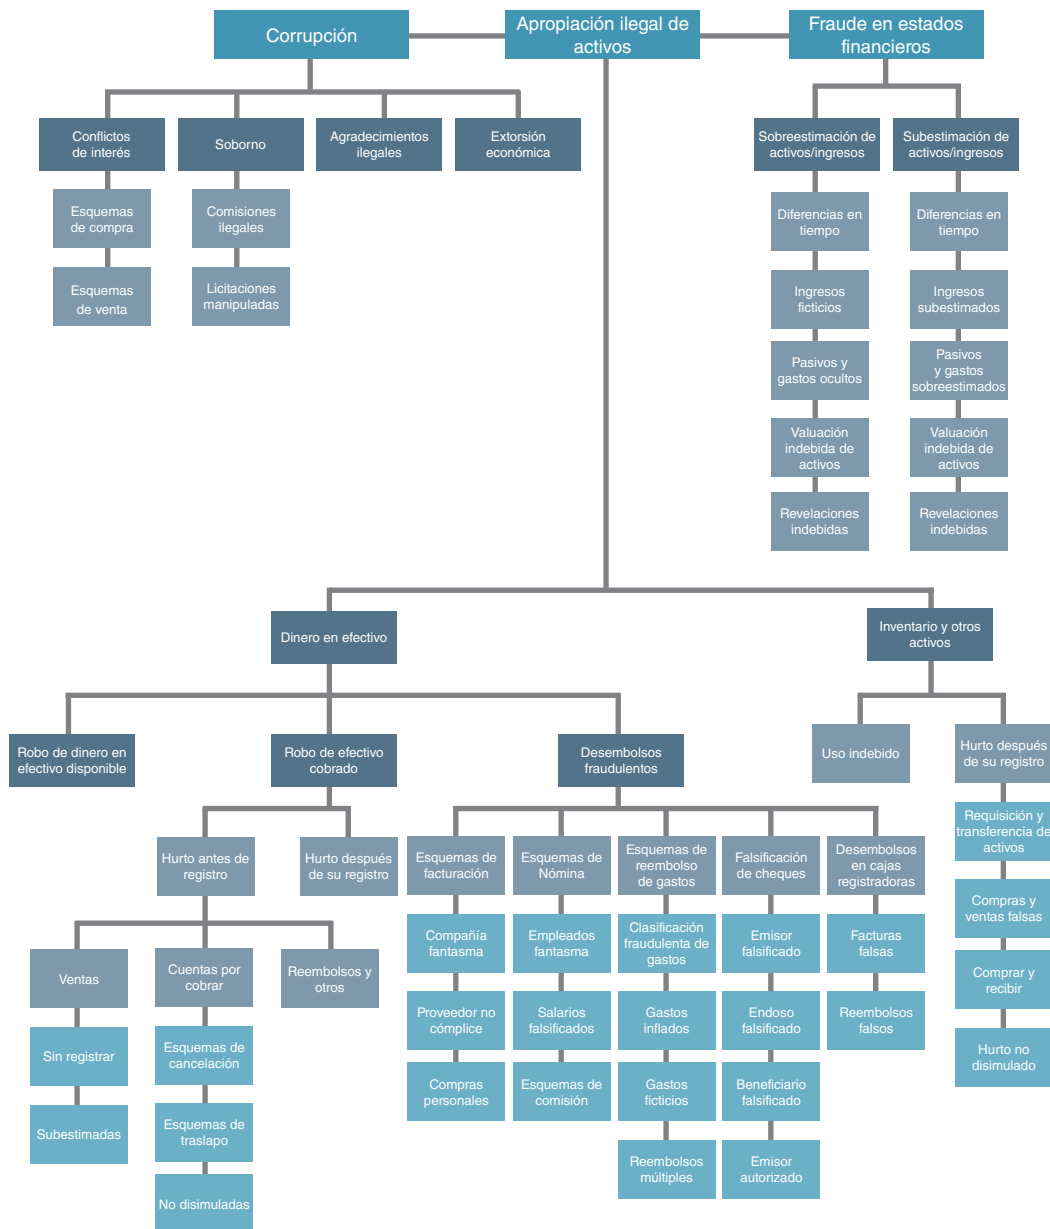 Corrupción
Apropiación ilegal de
activos
Fraude en estados
financieros
Conflictos
de interés
Soborno
Agradecimientos
ilegales
Extorsión
económica
Sobreestimación de
activos/ingresos
Subestimación de
activos/ingresos
Esquemas
de compra
Comisiones
ilegales
Diferencias en
tiempo
Diferencias en
tiempo
Esquemas
de venta
Licitaciones
manipuladas
Ingresos
ficticios
Ingresos
subestimados
Pasivos y
gastos ocultos
Pasivos
y gastos
sobreestimados
Valuación
indebida de
activos
Valuación
indebida de
activos
Revelaciones
indebidas
Revelaciones
indebidas
Dinero en efectivo
Inventario y otros
activos
Robo de dinero en
efectivo disponible
Robo de efectivo
cobrado
Desembolsos
fraudulentos
Uso indebido
Hurto después
de su registro
Hurto antes de
registro
Hurto después
de su registro
Esquemas de
facturación
Esquemas de
Nómina
Esquemas de
reembolso
de gastos
Falsificación
de cheques
Desembolsos
en cajas
registradoras
Requisición y
transferencia de
activos
Compras y
ventas falsas
Comprar y
recibir
Hurto no
disimulado
Compañía
fantasma
Empleados
fantasma
Clasificación
fraudulenta de
gastos
Emisor
falsificado
Facturas
falsas
Ventas
Cuentas por
cobrar
Reembolsos y
otros
Proveedor no
cómplice
Salarios
falsificados
Gastos
inflados
Endoso
falsificado
Reembolsos
falsos
Sin registrar
Esquemas de
cancelación
Compras
personales
Esquemas de
comisión
Gastos
ficticios
Beneficiario
falsificado
Subestimadas
Esquemas de
traslapo
Reembolsos
múltiples
Emisor
autorizado
No disimuladas